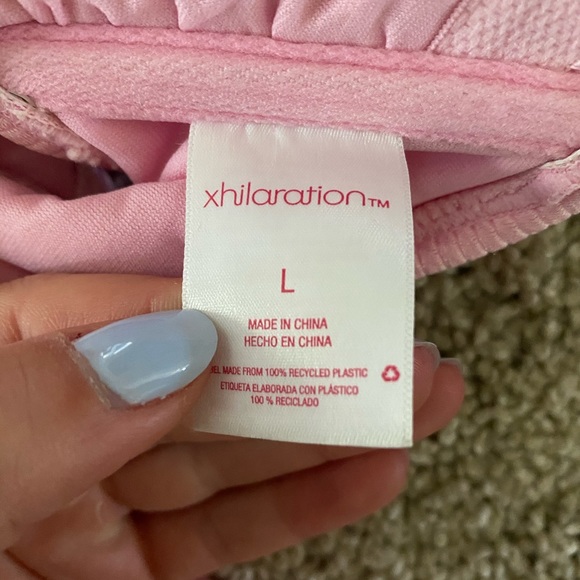 xhilaration™
L
MADE IN CHINA
HECHO EN CHINA
MADE FROM 100% RECYCLED PLASTIC
ETIQUETA ELABORADA CON PLÁSTICO
100 % RECICLADO